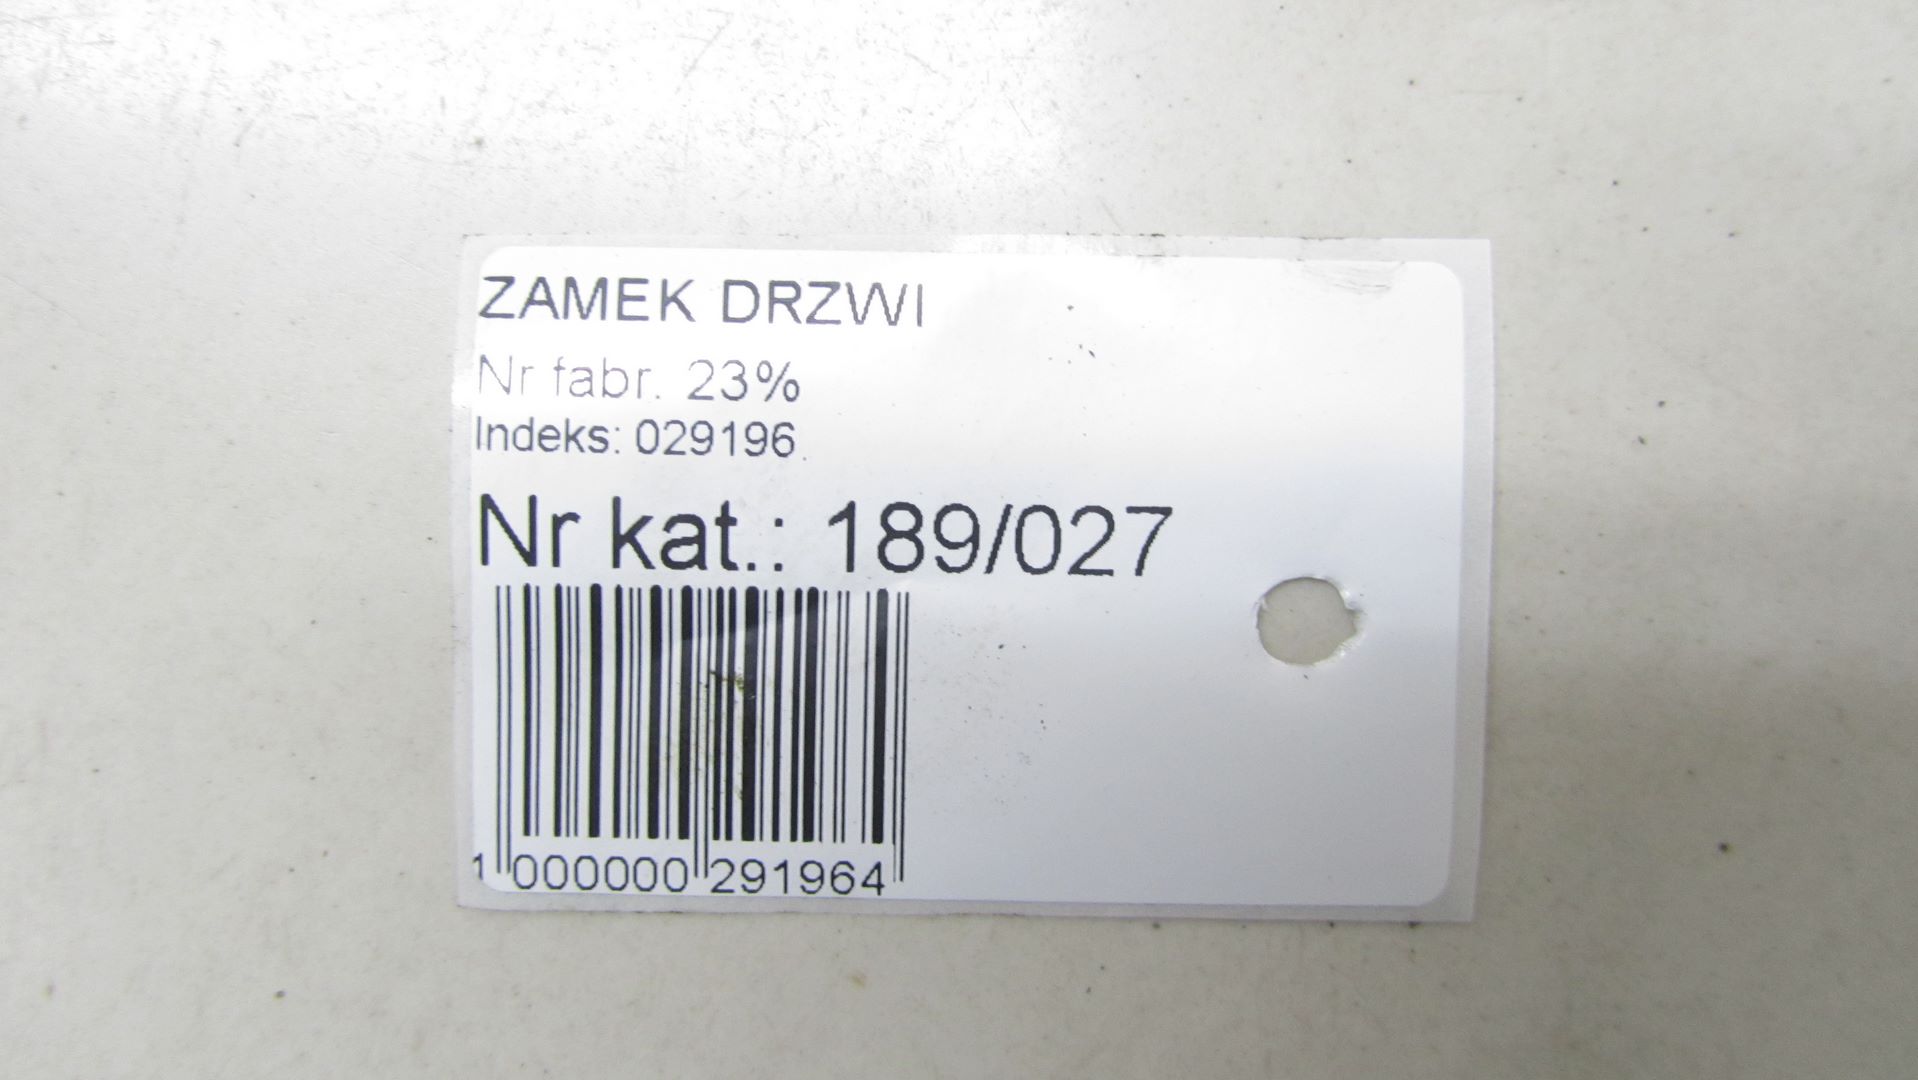 ZAMEK DRZWI
Nr fabr. 23%
Indeks: 029196
Nr kat.: 189/027
1 000000 291964